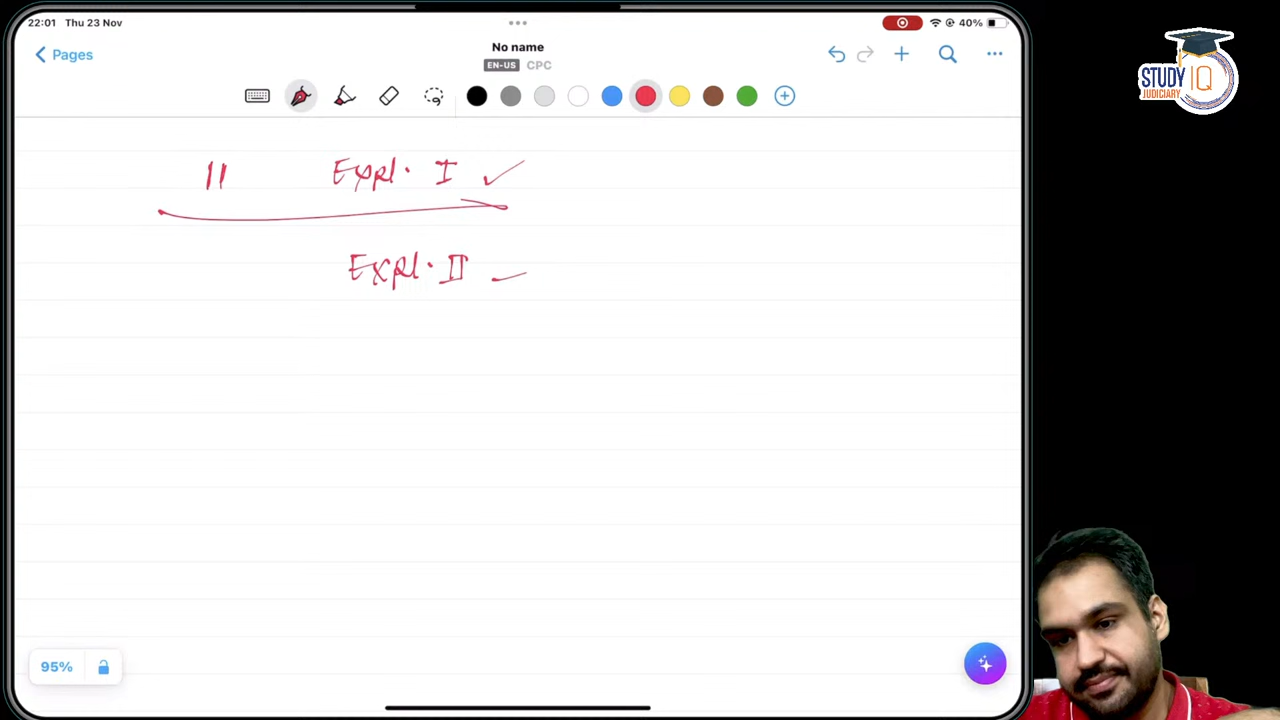 22:01 Thu 23 Nov
40%
Pages
No name
EN-US CPC
STUDY IQ
JUDICIARY
11 Expl. I
Expl. II
95%